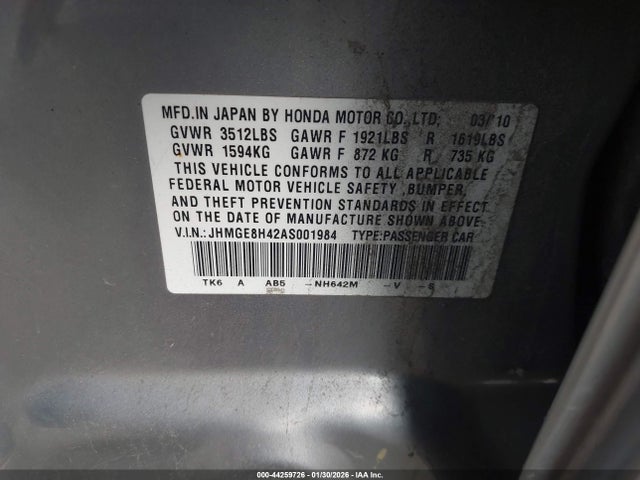 MFD.IN JAPAN BY HONDA MOTOR CO.,LTD. 03/10
GVWR 3512LBS GAWR F 1921LBS R 1619LBS
GVWR 1594KG GAWR F 872 KG R 735 KG
THIS VEHICLE CONFORMS TO ALL APPLICABLE
FEDERAL MOTOR VEHICLE SAFETY ,BUMPER,
AND THEFT PREVENTION STANDARDS IN EFFECT
ON THE DATE OF MANUFACTURE SHOWN ABOVE.
V.I.N.:JHMGE8H42AS001984 TYPE:PASSENGER CAR
TK6 A AB5 -NH642M -V -S
000-44259726 - 01/30/2026 - IAA Inc.